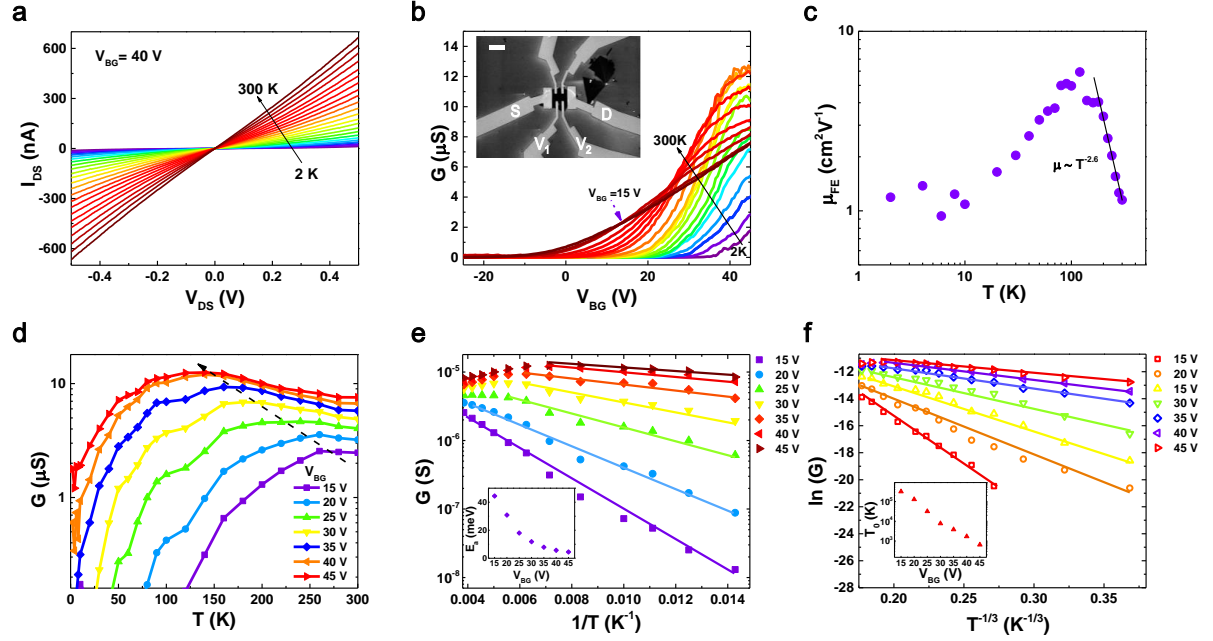 a
600
300
0
-300
-600
I_DS (nA)
V_BG= 40 V
300 K
2 K
-0.4 -0.2 0.0 0.2 0.4
V_DS (V)
b
14
12
10
8
6
4
2
0
G (µS)
S
D
V_1
V_2
300K
V_BG=15 V
2K
-20 0 20 40
V_BG (V)
c
10
1
µ_FE (cm²V⁻¹)
µ~ T^-2.6
1 10 100
T (K)
d
10
1
G (µS)
V_BG
15 V
20 V
25 V
30 V
35 V
40 V
45 V
0 50 100 150 200 250 300
T (K)
e
10⁻⁵
10⁻⁶
10⁻⁷
10⁻⁸
G (S)
15 V
20 V
25 V
30 V
35 V
40 V
45 V
40
20
0
E_a (meV)
15 20 25 30 35 40 45
V_BG (V)
0.004 0.006 0.008 0.010 0.012 0.014
1/T (K⁻¹)
f
-12
-14
-16
-18
-20
-22
-24
-26
-28
ln (G)
15 V
20 V
15 V
30 V
35 V
40 V
45 V
10⁵
10⁴
10³
T_0 (K)
15 20 25 30 35 40 45
V_BG (V)
0.20 0.25 0.30 0.35
T^-1/3 (K^-1/3)